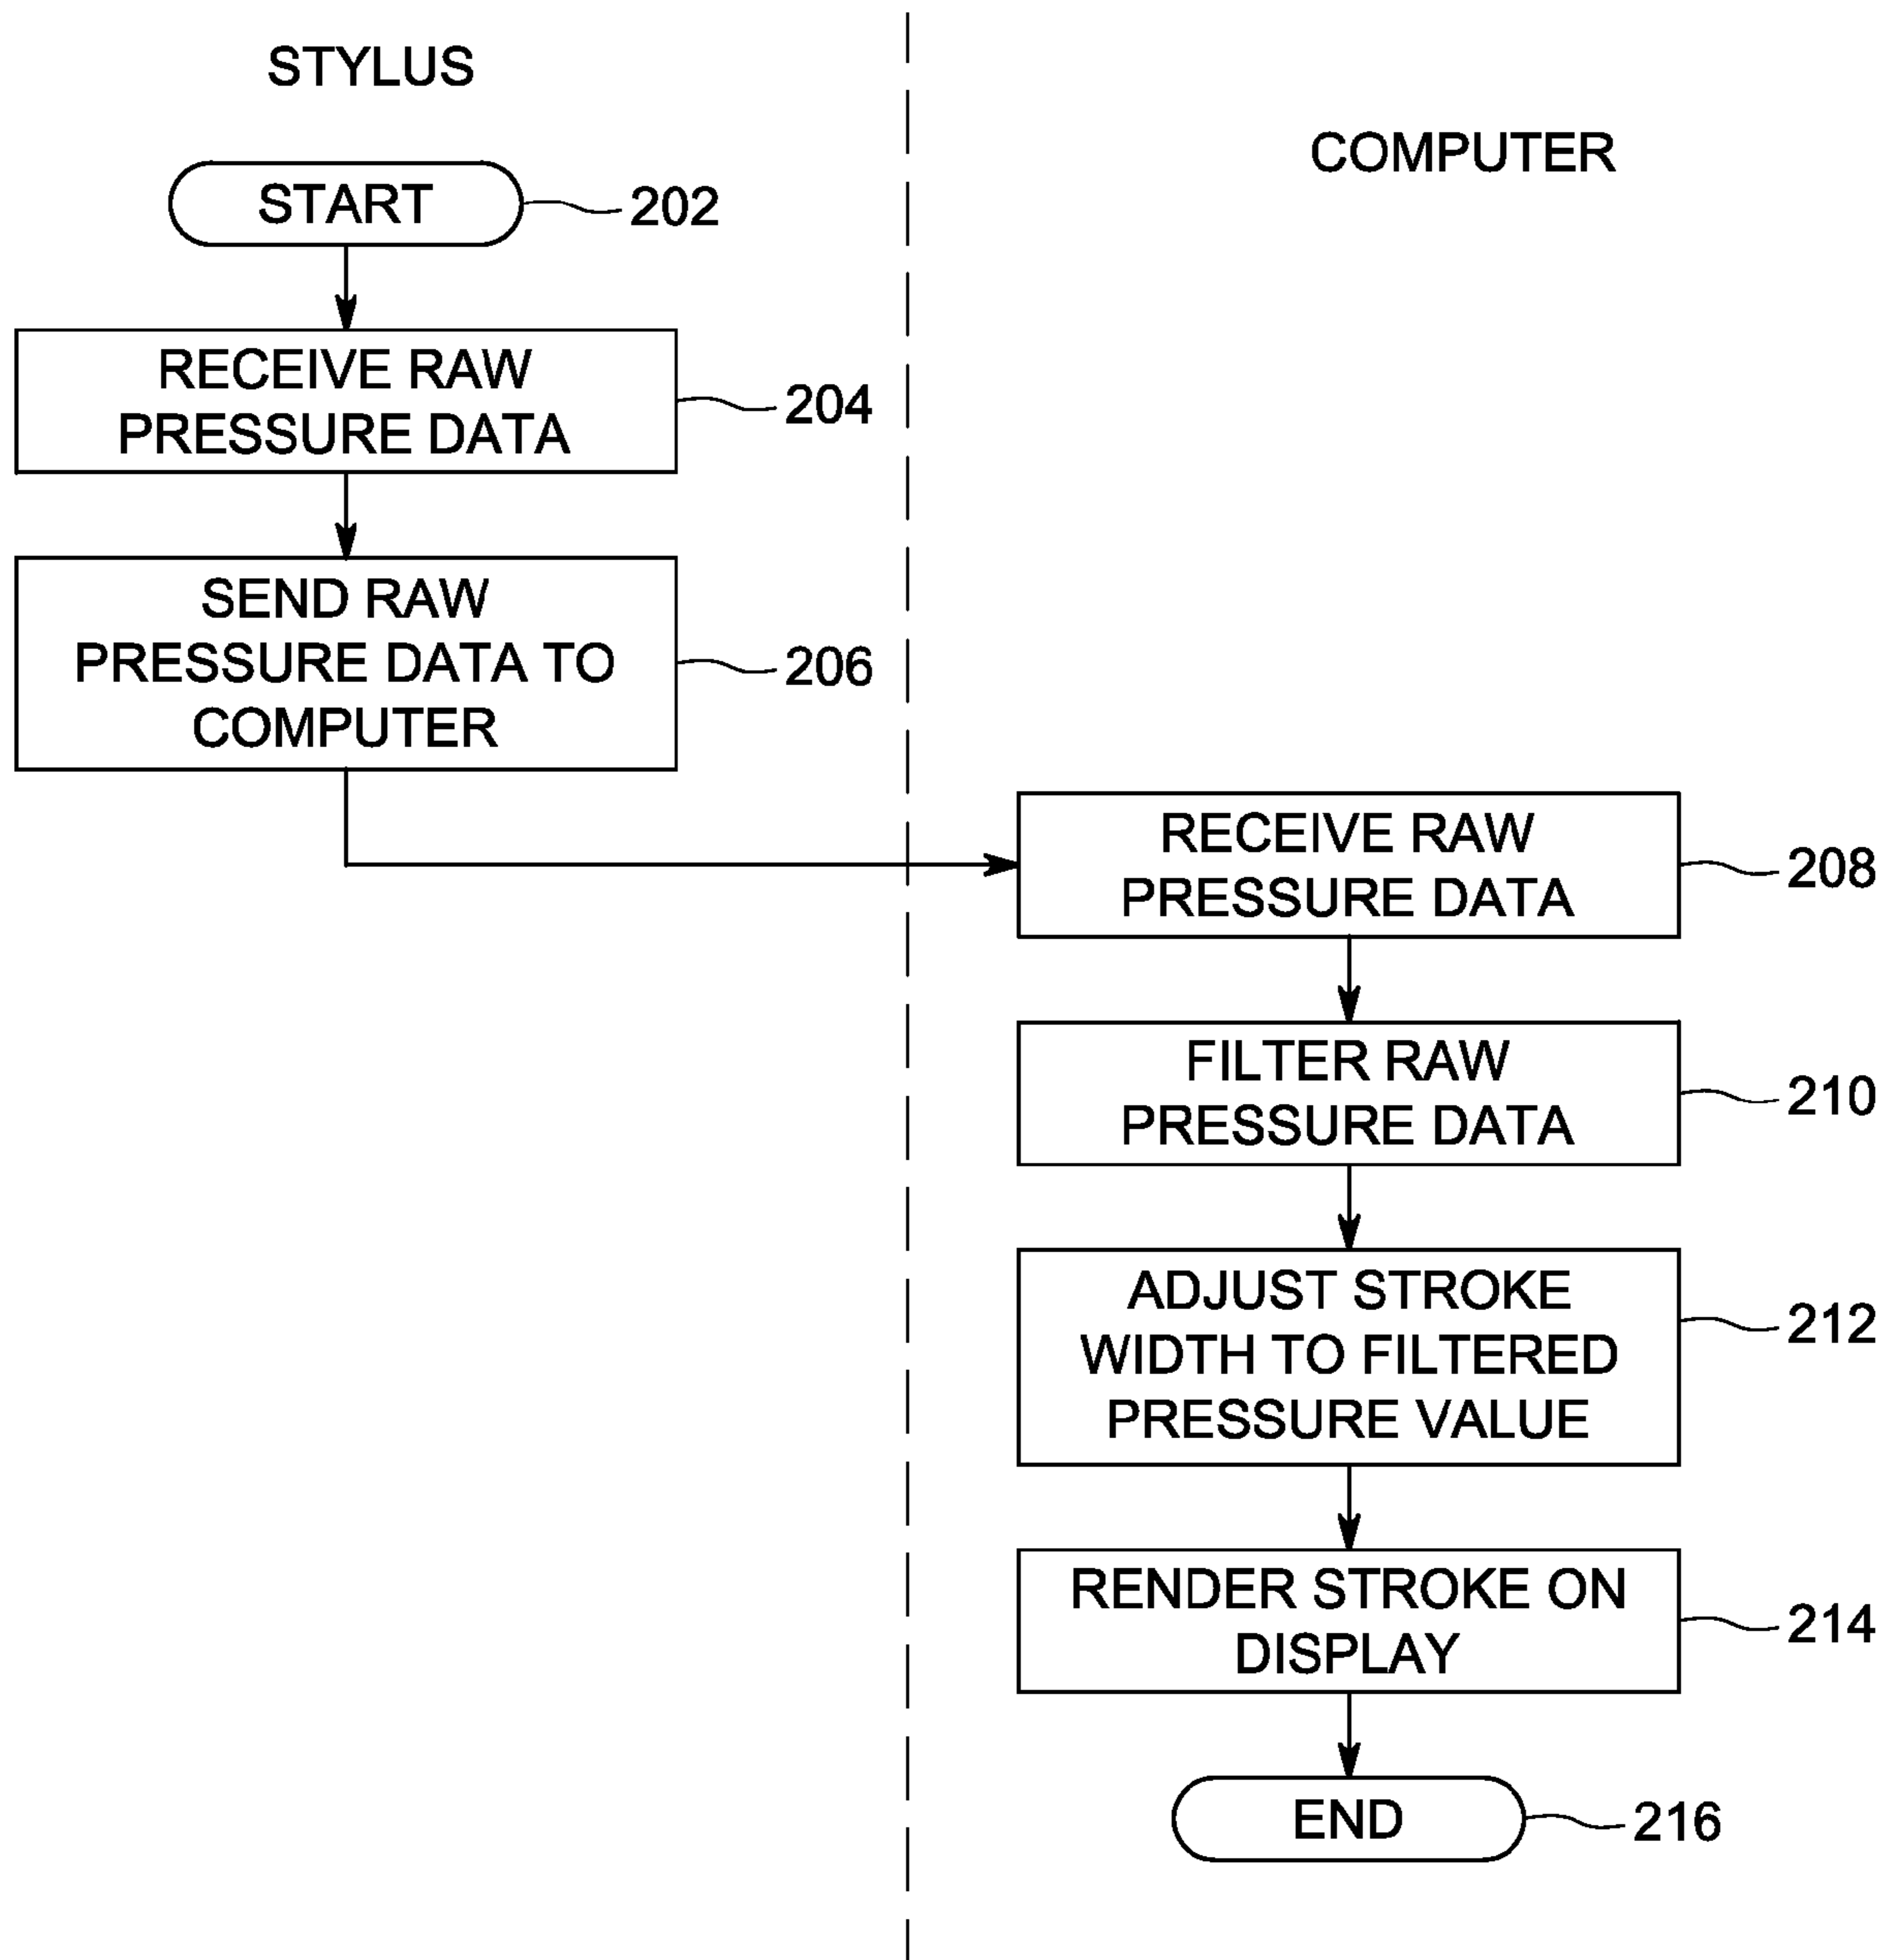 STYLUS
COMPUTER
START
202
RECEIVE RAW
PRESSURE DATA
204
SEND RAW
PRESSURE DATA TO
COMPUTER
206
RECEIVE RAW
PRESSURE DATA
208
FILTER RAW
PRESSURE DATA
210
ADJUST STROKE
WIDTH TO FILTERED
PRESSURE VALUE
212
RENDER STROKE ON
DISPLAY
214
END
216